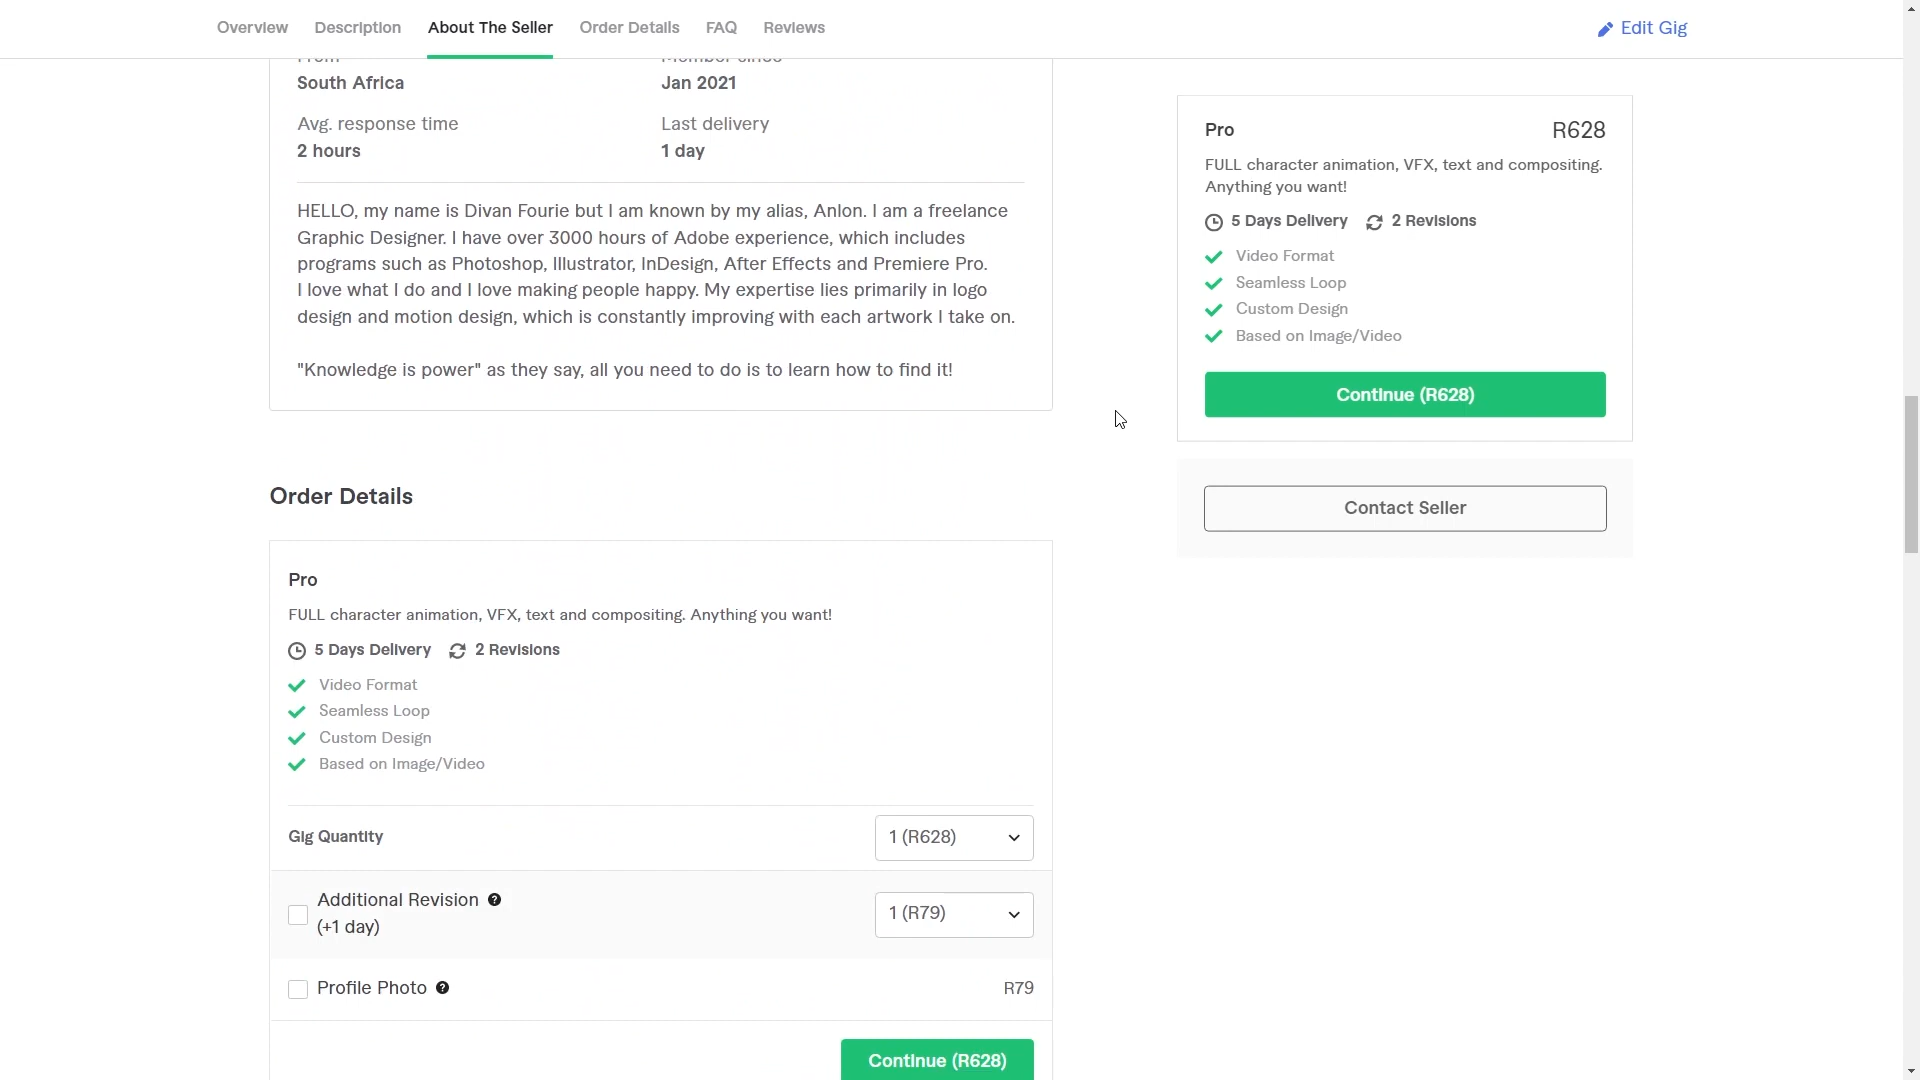 Overview Description About The Seller Order Details FAQ Reviews Edit Gig
From Member since
South Africa Jan 2021
Avg. response time Last delivery
2 hours 1 day
HELLO, my name is Divan Fourie but I am known by my alias, Anlon. I am a freelance
Graphic Designer. I have over 3000 hours of Adobe experience, which includes
programs such as Photoshop, Illustrator, InDesign, After Effects and Premiere Pro.
I love what I do and I love making people happy. My expertise lies primarily in logo
design and motion design, which is constantly improving with each artwork I take on.
"Knowledge is power" as they say, all you need to do is to learn how to find it!
Pro R628
FULL character animation, VFX, text and compositing.
Anything you want!
5 Days Delivery 2 Revisions
Video Format
Seamless Loop
Custom Design
Based on Image/Video
Continue (R628)
Contact Seller
Order Details
Pro
FULL character animation, VFX, text and compositing. Anything you want!
5 Days Delivery 2 Revisions
Video Format
Seamless Loop
Custom Design
Based on Image/Video
Gig Quantity 1 (R628)
Additional Revision ?
(+1 day) 1 (R79)
Profile Photo ? R79
Continue (R628)